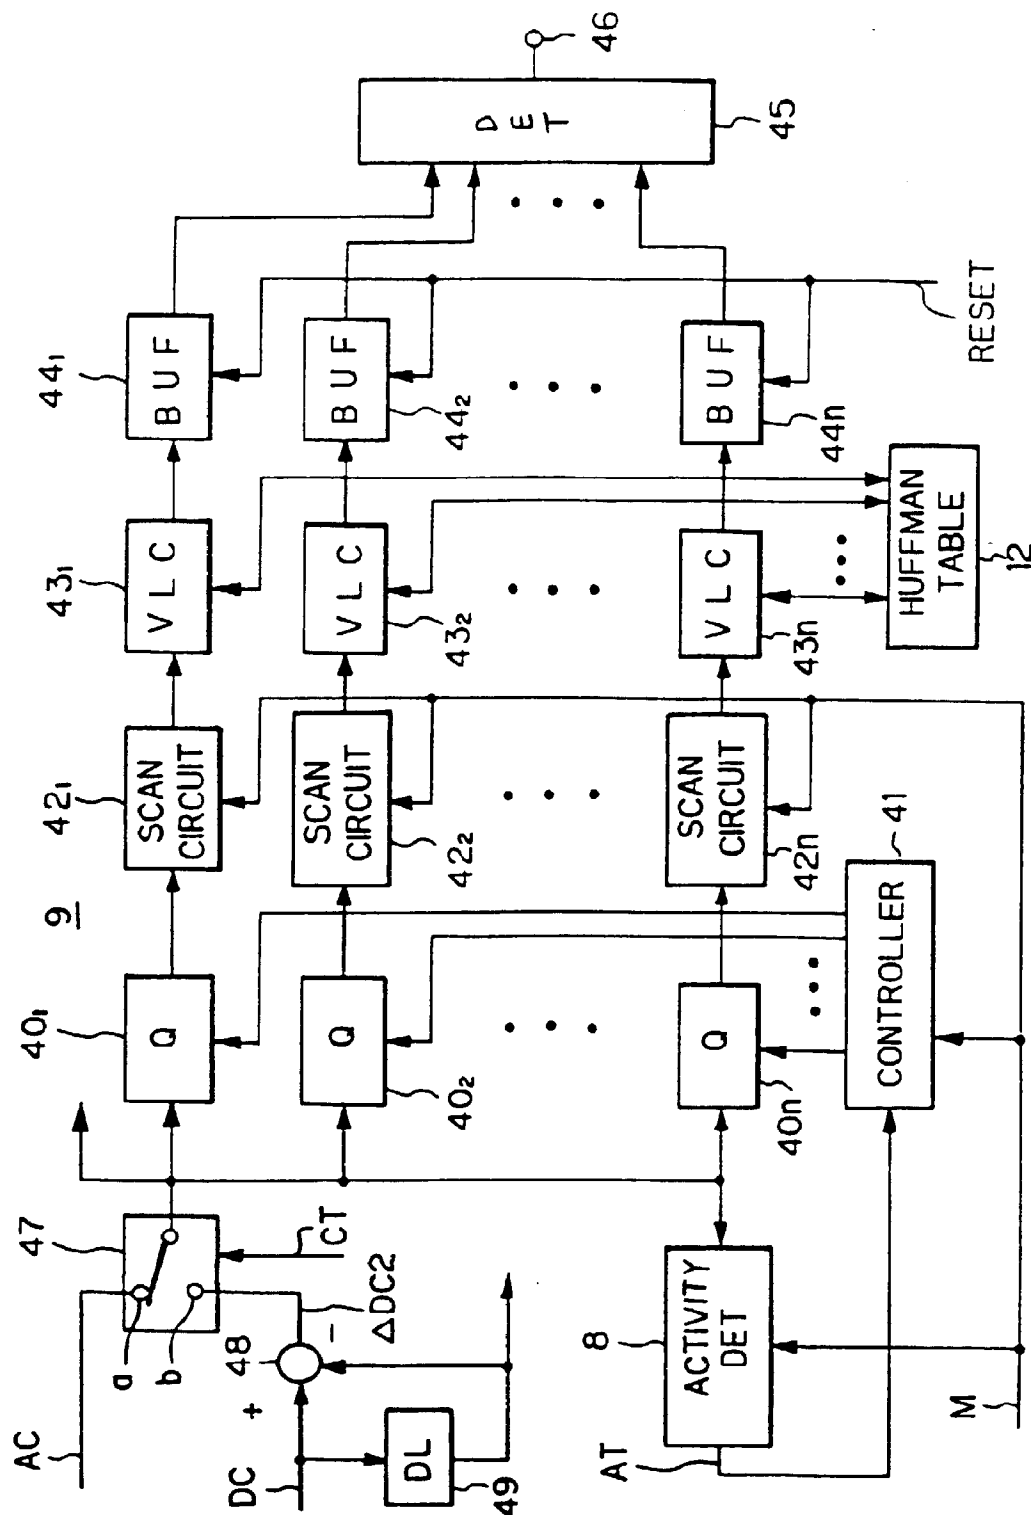 9
AC
a
b
47
CT
ΔDC2
DC
+
-
48
DL
49
Q
40₁
SCAN
CIRCUIT
42₁
VLC
43₁
BUF
44₁
Q
40₂
SCAN
CIRCUIT
42₂
VLC
43₂
BUF
44₂
DET
45
46
ACTIVITY
DET
8
AT
Q
40n
SCAN
CIRCUIT
42n
VLC
43n
BUF
44n
CONTROLLER
41
HUFFMAN
TABLE
12
RESET
M